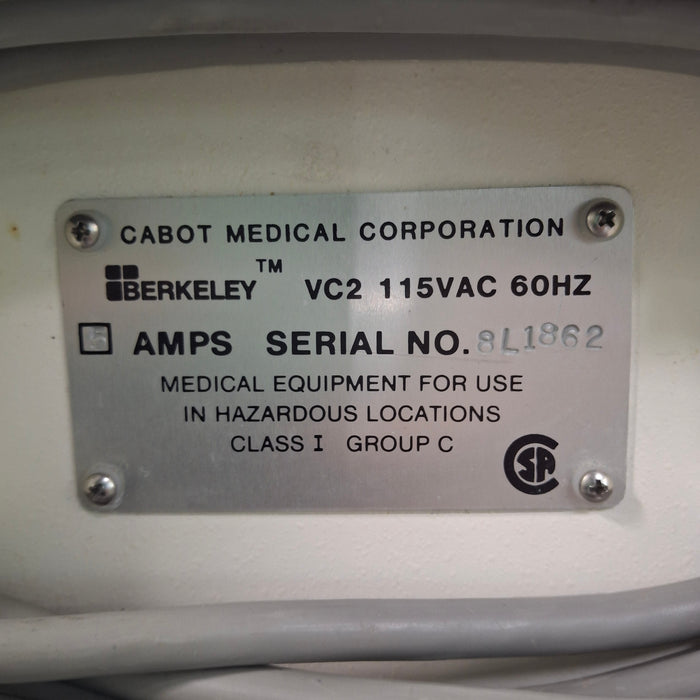 CABOT MEDICAL CORPORATION
BERKELEY™ VC2 115VAC 60HZ
5 AMPS SERIAL NO. 8L1862
MEDICAL EQUIPMENT FOR USE
IN HAZARDOUS LOCATIONS
CLASS I GROUP C
CSA